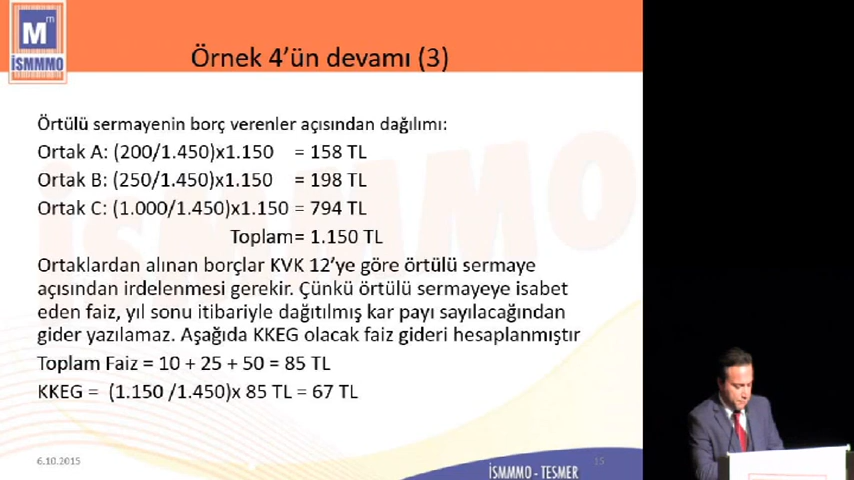 Mm
İSMMMO
Örnek 4’ün devamı (3)
Örtülü sermayenin borç verenler açısından dağılımı:
Ortak A: (200/1.450)x1.150 = 158 TL
Ortak B: (250/1.450)x1.150 = 198 TL
Ortak C: (1.000/1.450)x1.150 = 794 TL
Toplam= 1.150 TL
Ortaklardan alınan borçlar KVK 12’ye göre örtülü sermaye
açısından irdelenmesi gerekir. Çünkü örtülü sermayeye isabet
eden faiz, yıl sonu itibariyle dağıtılmış kar payı sayılacağından
gider yazılamaz. Aşağıda KKEG olacak faiz gideri hesaplanmıştır
Toplam Faiz = 10 + 25 + 50 = 85 TL
KKEG = (1.150 /1.450)x 85 TL = 67 TL
6.10.2015
İSMMMO - TESMER
15